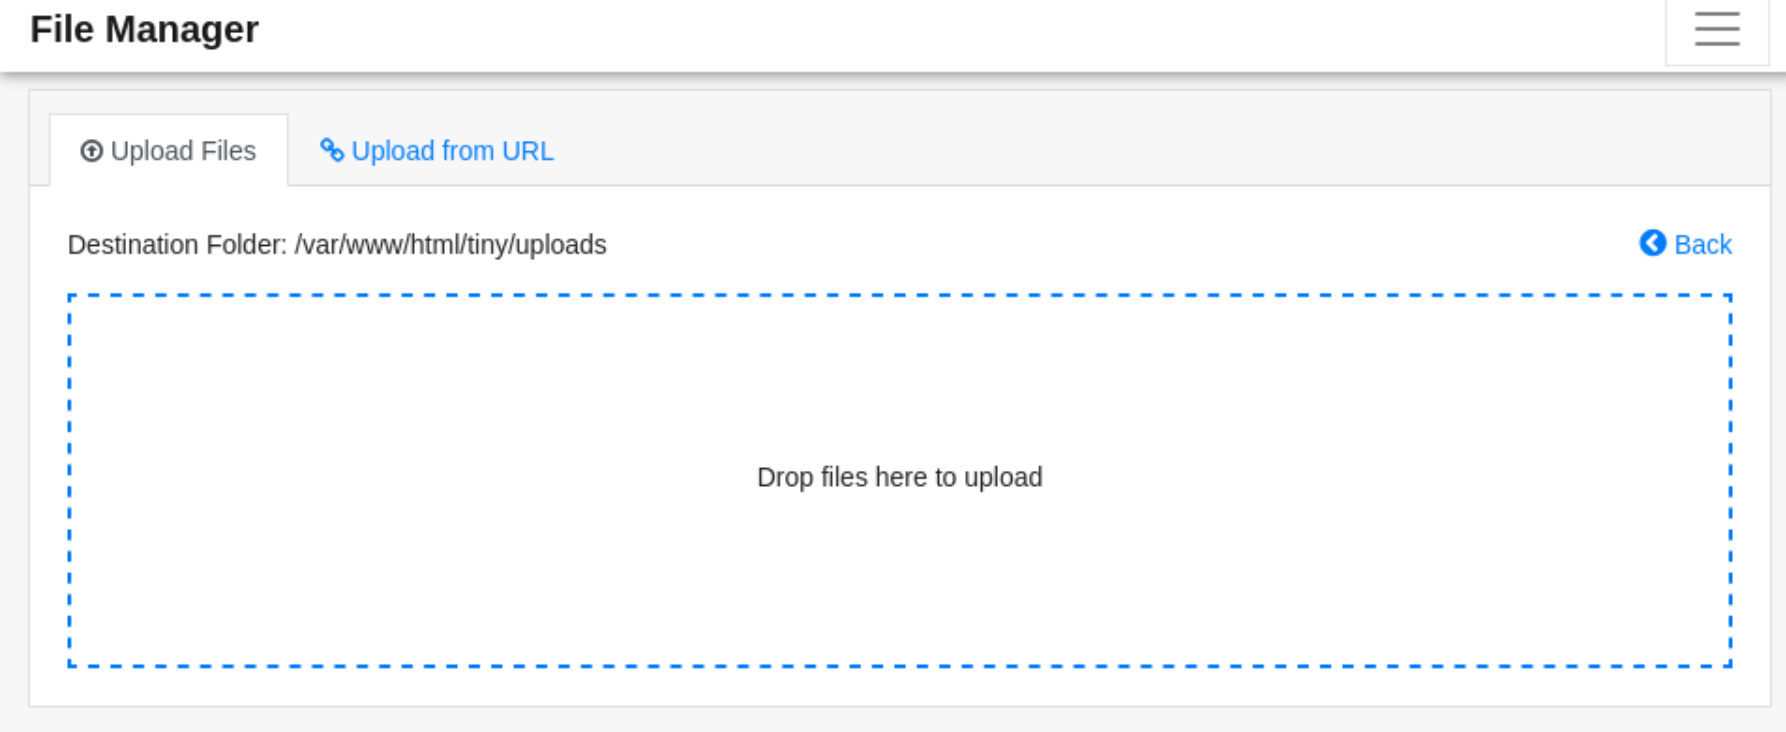 File Manager
Upload Files
Upload from URL
Destination Folder: /var/www/html/tiny/uploads
Back
Drop files here to upload